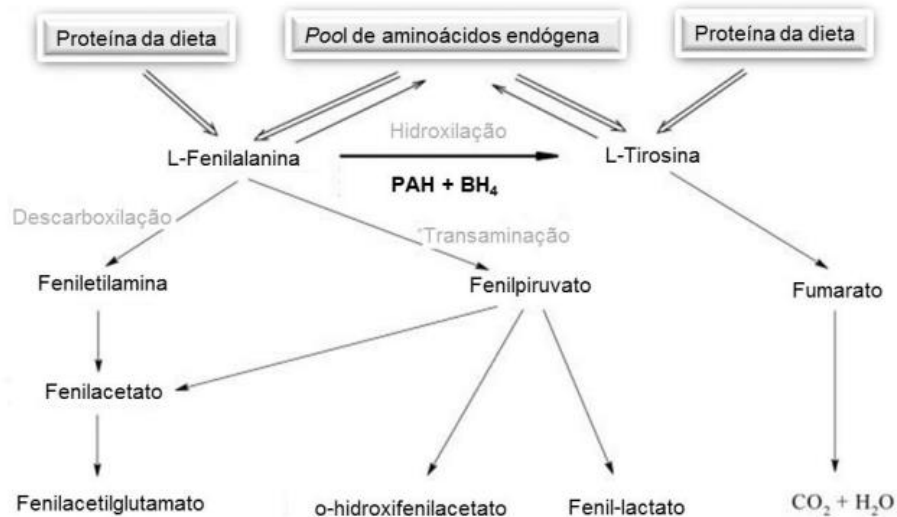 Proteína da dieta
Pool de aminoácidos endógena
Proteína da dieta
Hidroxilação
L-Fenilalanina
L-Tirosina
PAH + BH₄
Descarboxilação
*Transaminação
Feniletilamina
Fenilpiruvato
Fumarato
Fenilacetato
Fenilacetilglutamato
o-hidroxifenilacetato
Fenil-lactato
CO₂ + H₂O